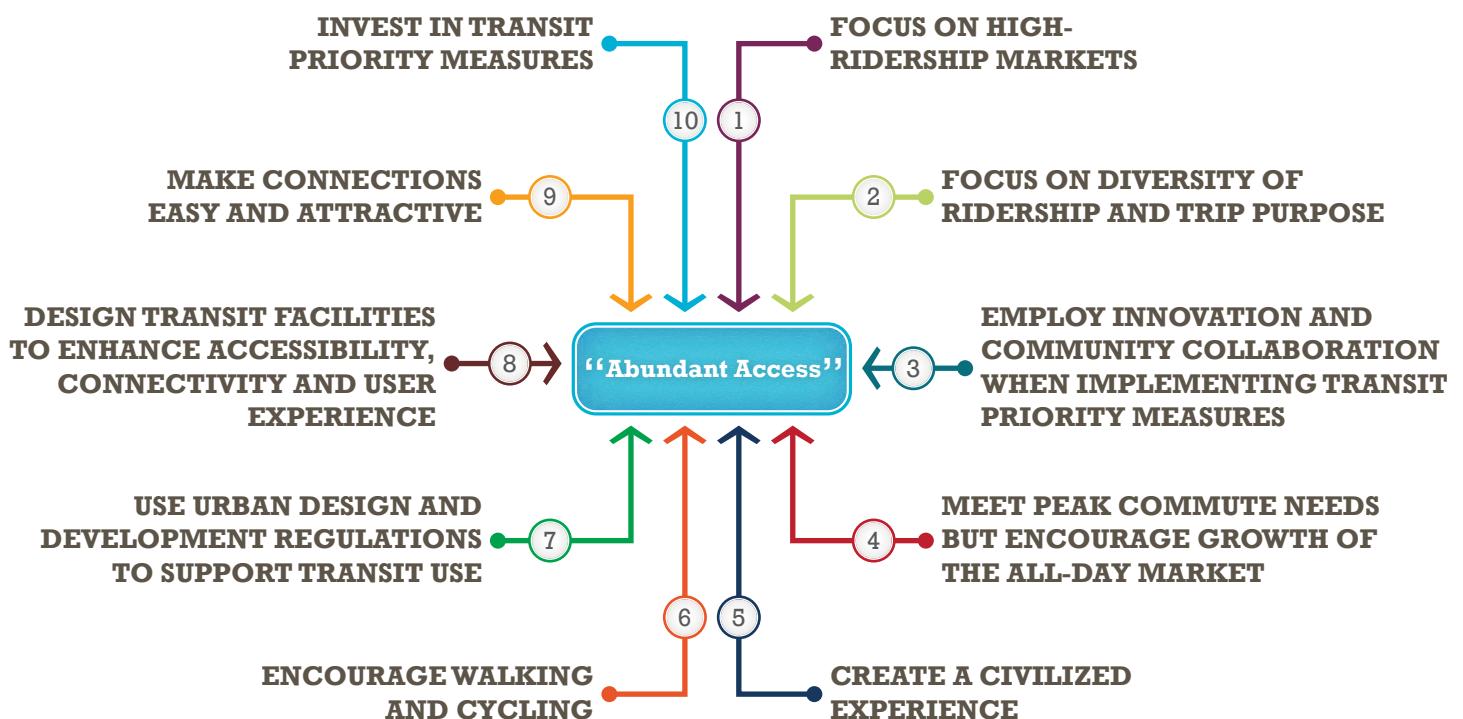 INVEST IN TRANSIT
PRIORITY MEASURES
10
1
FOCUS ON HIGH-
RIDERSHIP MARKETS
MAKE CONNECTIONS
EASY AND ATTRACTIVE
9
2
FOCUS ON DIVERSITY OF
RIDERSHIP AND TRIP PURPOSE
DESIGN TRANSIT FACILITIES
TO ENHANCE ACCESSIBILITY,
CONNECTIVITY AND USER
EXPERIENCE
8
“Abundant Access”
3
EMPLOY INNOVATION AND
COMMUNITY COLLABORATION
WHEN IMPLEMENTING TRANSIT
PRIORITY MEASURES
USE URBAN DESIGN AND
DEVELOPMENT REGULATIONS
TO SUPPORT TRANSIT USE
7
4
MEET PEAK COMMUTE NEEDS
BUT ENCOURAGE GROWTH OF
THE ALL-DAY MARKET
ENCOURAGE WALKING
AND CYCLING
6
5
CREATE A CIVILIZED
EXPERIENCE